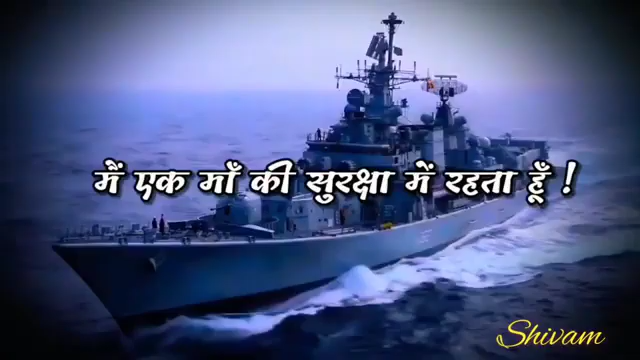 मैं एक माँ की सुरक्षा में रहता हूँ !
Shivam